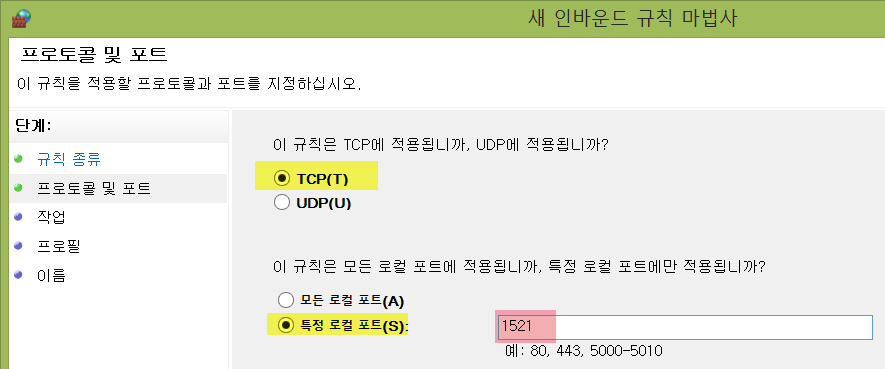 새 인바운드 규칙 마법사
프로토콜 및 포트
이 규칙을 적용할 프로토콜과 포트를 지정하십시오.
단계:
규칙 종류
프로토콜 및 포트
작업
프로필
이름
이 규칙은 TCP에 적용됩니까, UDP에 적용됩니까?
TCP(T)
UDP(U)
이 규칙은 모든 로컬 포트에 적용됩니까, 특정 로컬 포트에만 적용됩니까?
모든 로컬 포트(A)
특정 로컬 포트(S): 1521
예: 80, 443, 5000-5010